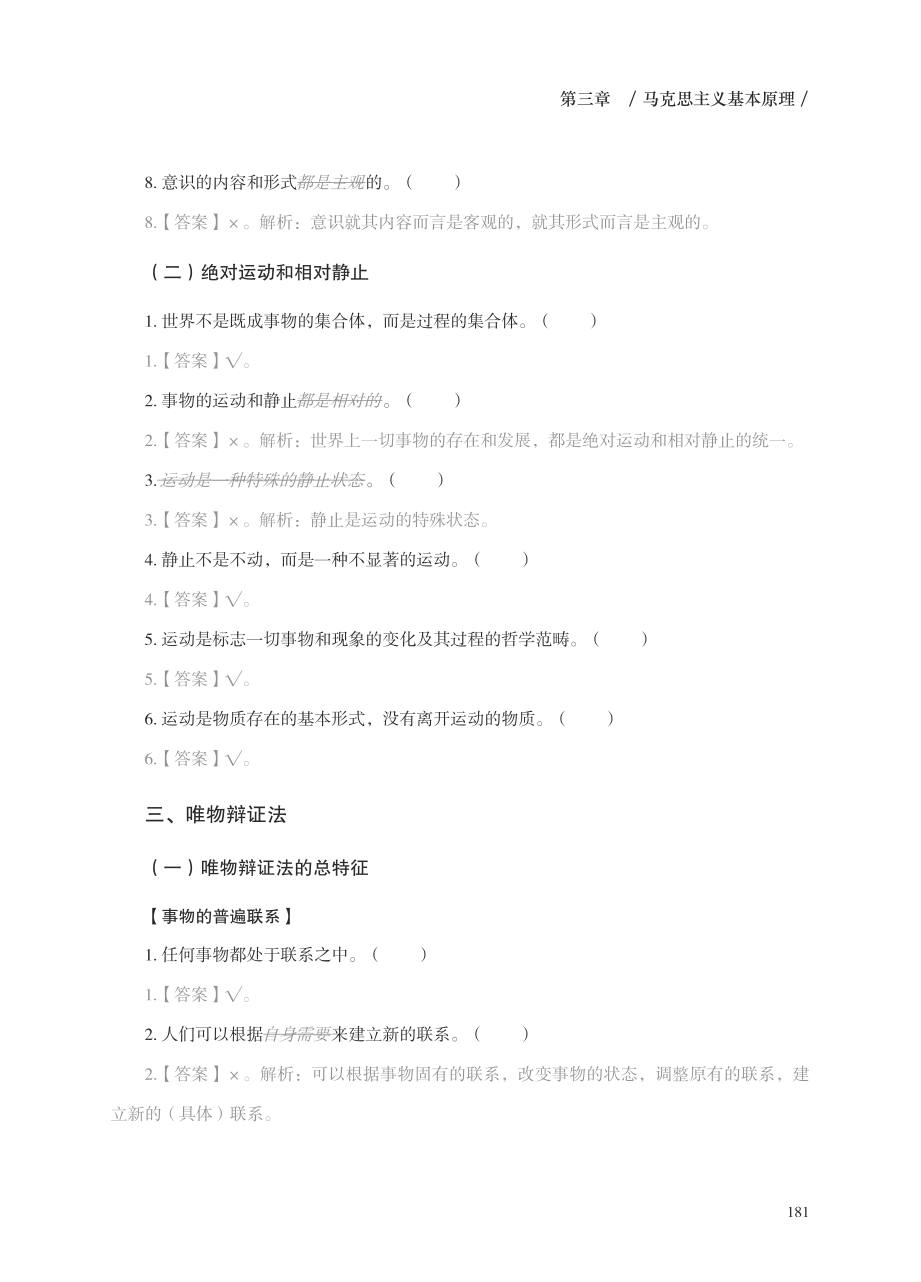 第三章 / 马克思主义基本原理 /
8. 意识的内容和形式都是主观的。（ ）
8.【答案】×。解析：意识就其内容而言是客观的，就其形式而言是主观的。
（二）绝对运动和相对静止
1. 世界不是既成事物的集合体，而是过程的集合体。（ ）
1.【答案】√。
2. 事物的运动和静止都是相对的。（ ）
2.【答案】×。解析：世界上一切事物的存在和发展，都是绝对运动和相对静止的统一。
3. 运动是一种特殊的静止状态。（ ）
3.【答案】×。解析：静止是运动的特殊状态。
4. 静止不是不动，而是一种不显著的运动。（ ）
4.【答案】√。
5. 运动是标志一切事物和现象的变化及其过程的哲学范畴。（ ）
5.【答案】√。
6. 运动是物质存在的基本形式，没有离开运动的物质。（ ）
6.【答案】√。
三、唯物辩证法
（一）唯物辩证法的总特征
【事物的普遍联系】
1. 任何事物都处于联系之中。（ ）
1.【答案】√。
2. 人们可以根据自身需要来建立新的联系。（ ）
2.【答案】×。解析：可以根据事物固有的联系，改变事物的状态，调整原有的联系，建
立新的（具体）联系。
181